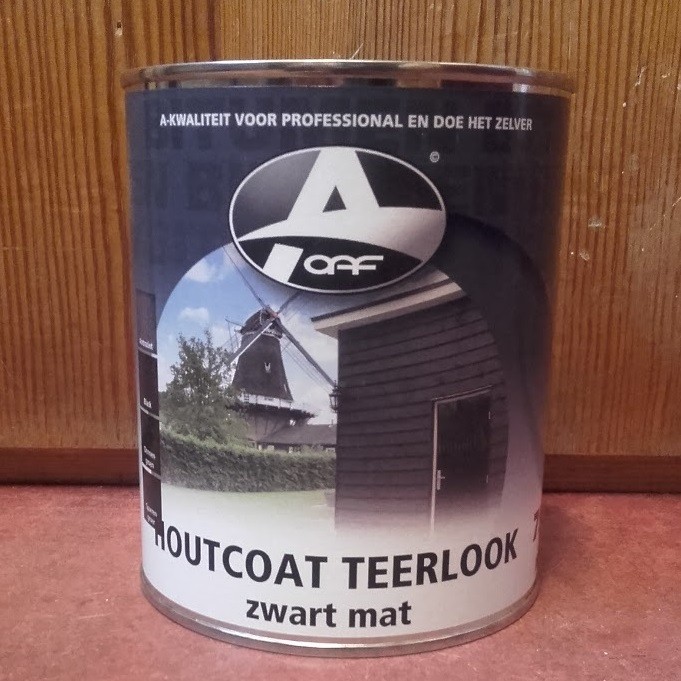 A-KWALITEIT VOOR PROFESSIONAL EN DOE HET ZELVER
©
A
OAF
HOUTCOAT TEERLOOK
zwart mat